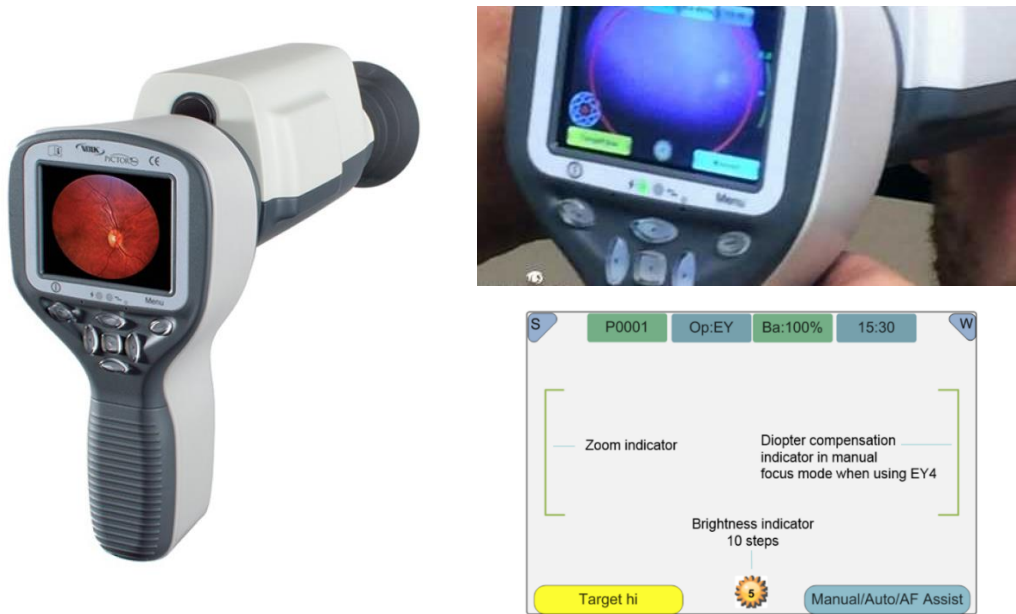 VOLK
PICTOR
CE
Menu
Menu
S
P0001
Op:EY
Ba:100%
15:30
W
Zoom indicator
Diopter compensation
indicator in manual
focus mode when using EY4
Brightness indicator
10 steps
5
Target hi
Manual/Auto/AF Assist